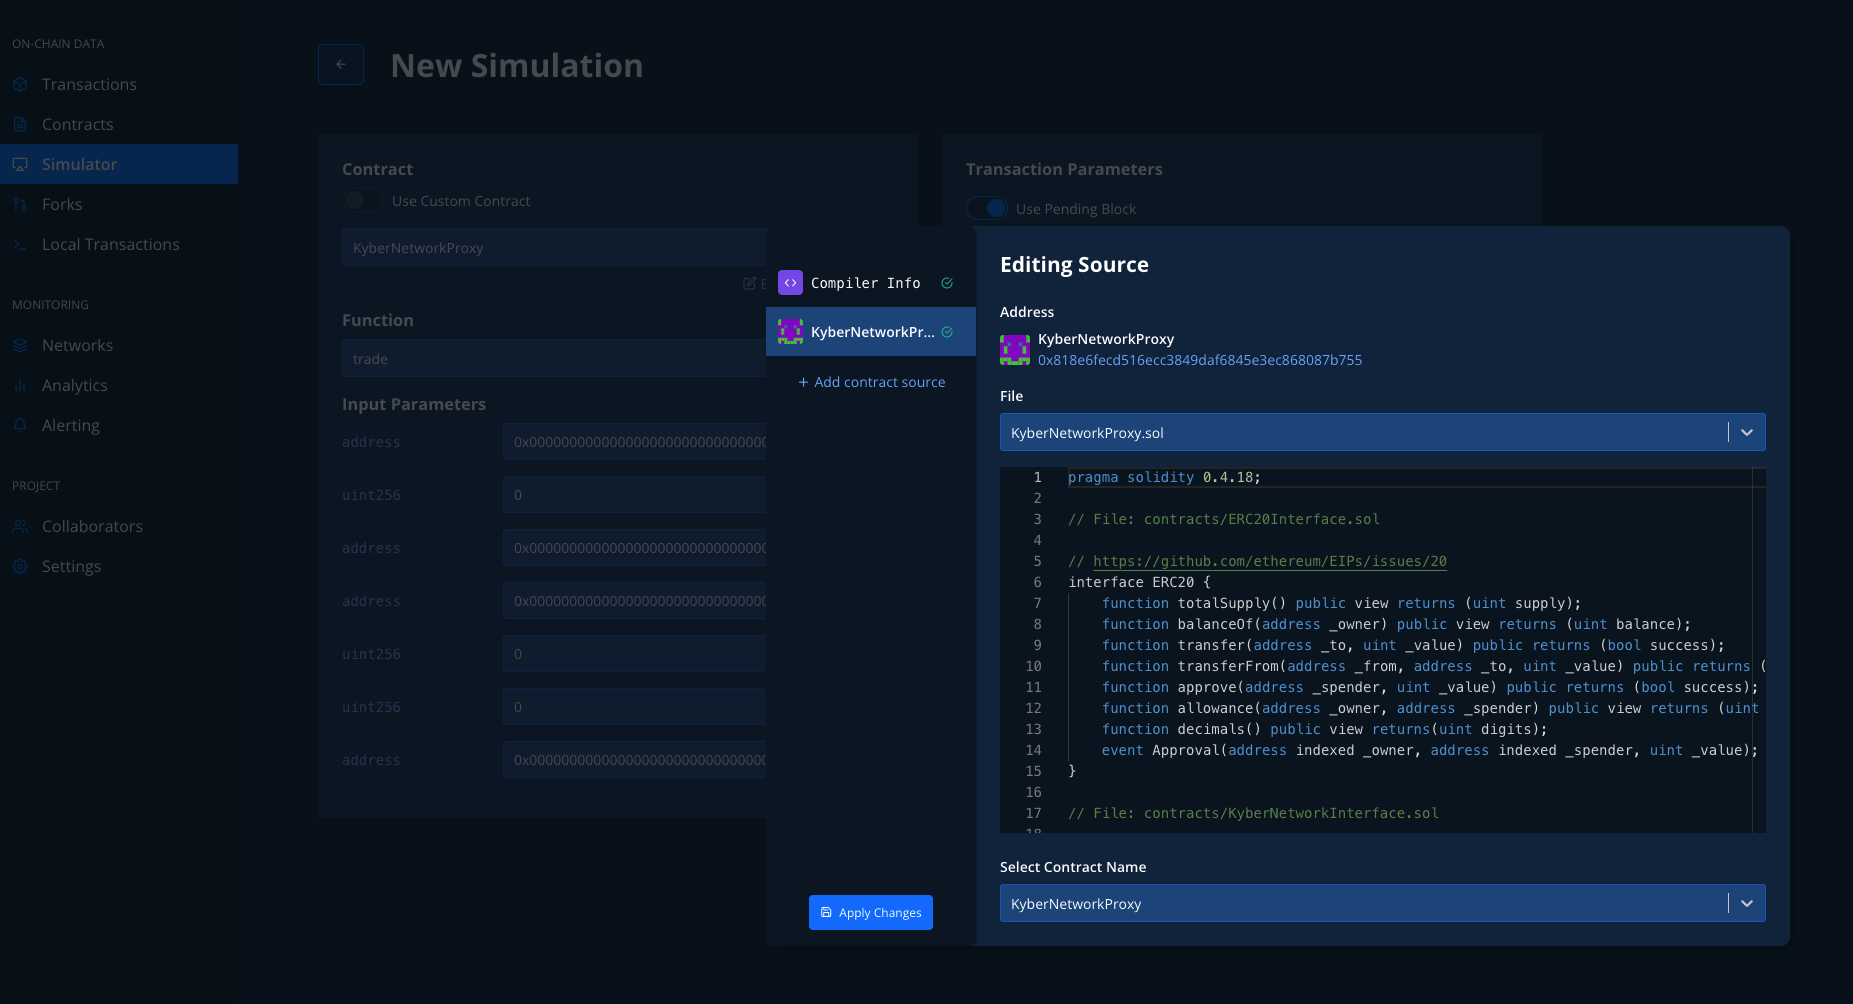 ON-CHAIN DATA
Transactions
Contracts
Simulator
Forks
Local Transactions
MONITORING
Networks
Analytics
Alerting
PROJECT
Collaborators
Settings
New Simulation
Contract
Use Custom Contract
KyberNetworkProxy
Function
trade
Input Parameters
address
uint256
0
address
address
uint256
0
uint256
0
address
Transaction Parameters
Use Pending Block
Compiler Info
KyberNetworkPr...
+ Add contract source
Apply Changes
Editing Source
Address
KyberNetworkProxy
0x818e6fecd516ecc3849daf6845e3ec868087b755
File
KyberNetworkProxy.sol
1 pragma solidity 0.4.18;
2
3 // File: contracts/ERC20Interface.sol
4
5 // https://github.com/ethereum/EIPs/issues/20
6 interface ERC20 {
7 function totalSupply() public view returns (uint supply);
8 function balanceOf(address _owner) public view returns (uint balance);
9 function transfer(address _to, uint _value) public returns (bool success);
10 function transferFrom(address _from, address _to, uint _value) public returns (
11 function approve(address _spender, uint _value) public returns (bool success);
12 function allowance(address _owner, address _spender) public view returns (uint
13 function decimals() public view returns(uint digits);
14 event Approval(address indexed _owner, address indexed _spender, uint _value);
15 }
16
17 // File: contracts/KyberNetworkInterface.sol
18
Select Contract Name
KyberNetworkProxy